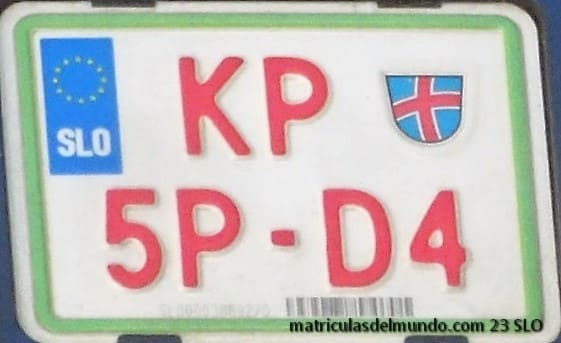 KP
SLO
5P-D4
matriculasdelmundo.com 23 SLO